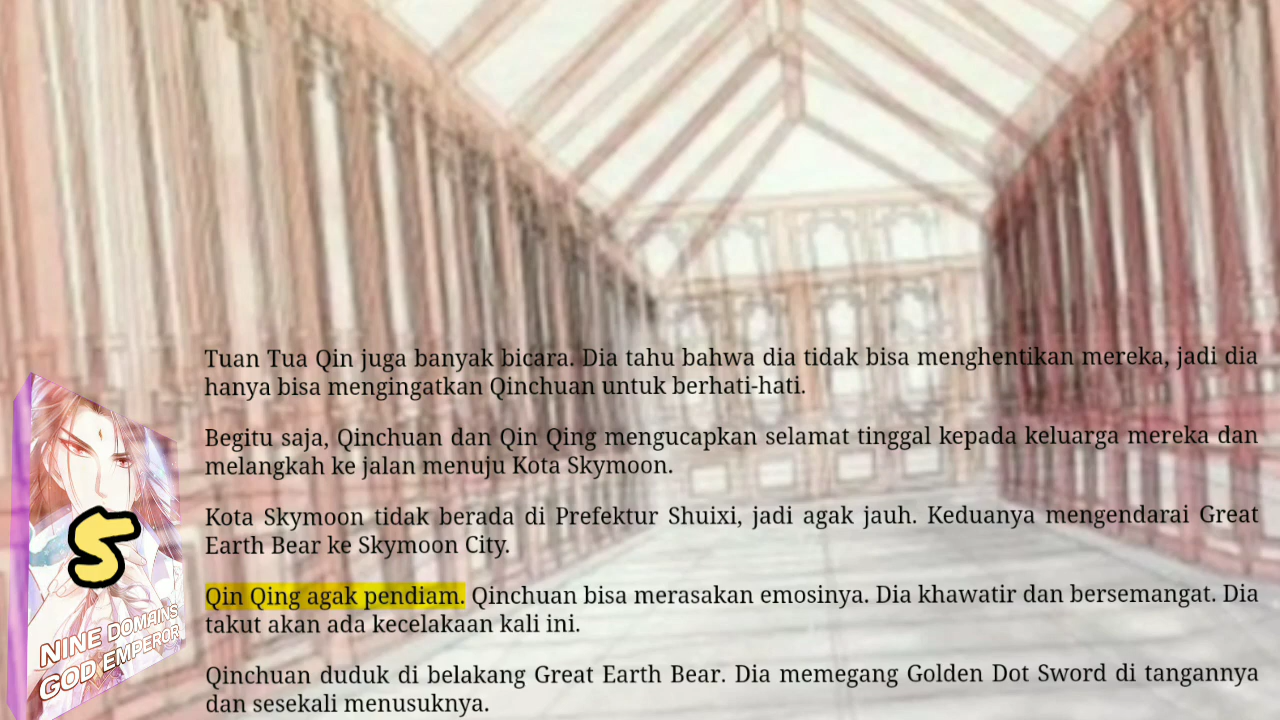 Tuan Tua Qin juga banyak bicara. Dia tahu bahwa dia tidak bisa menghentikan mereka, jadi dia
hanya bisa mengingatkan Qinchuan untuk berhati-hati.
Begitu saja, Qinchuan dan Qin Qing mengucapkan selamat tinggal kepada keluarga mereka dan
melangkah ke jalan menuju Kota Skymoon.
Kota Skymoon tidak berada di Prefektur Shuixi, jadi agak jauh. Keduanya mengendarai Great
Earth Bear ke Skymoon City.
Qin Qing agak pendiam. Qinchuan bisa merasakan emosinya. Dia khawatir dan bersemangat. Dia
takut akan ada kecelakaan kali ini.
Qinchuan duduk di belakang Great Earth Bear. Dia memegang Golden Dot Sword di tangannya
dan sesekali menusuknya.
5
NINE DOMAINS
GOD EMPEROR